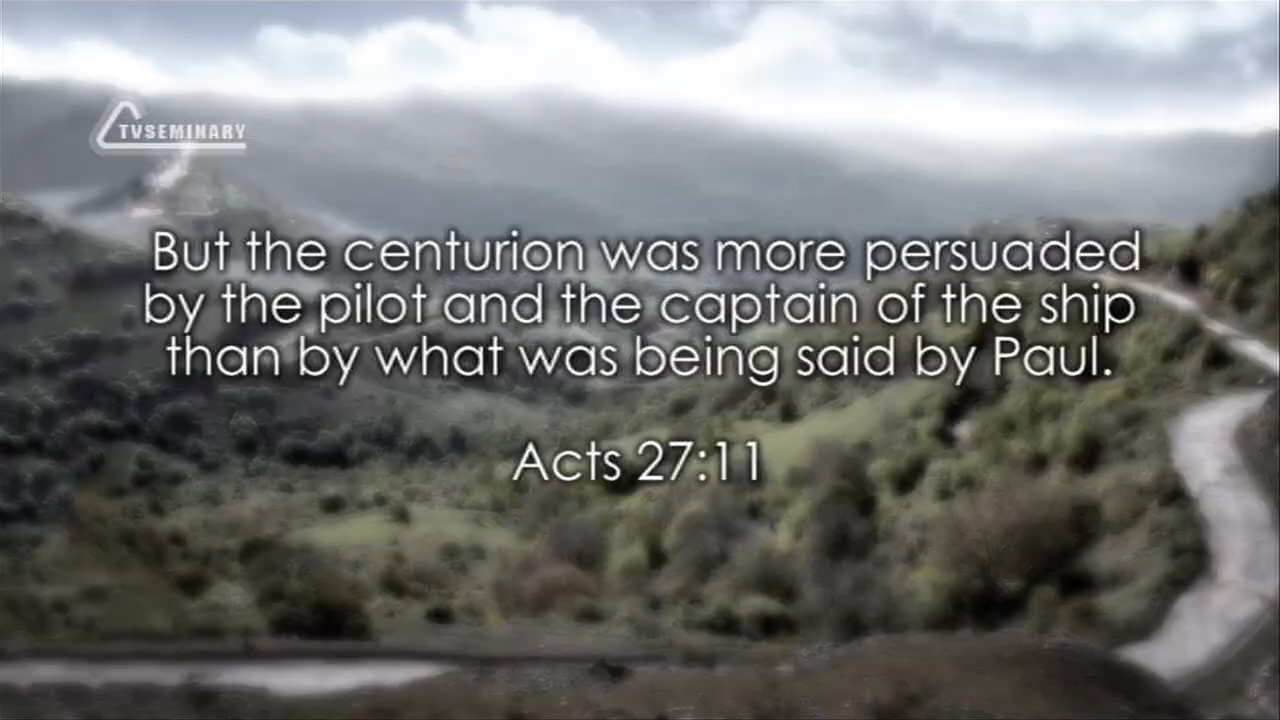 TVSEMINARY
But the centurion was more persuaded
by the pilot and the captain of the ship
than by what was being said by Paul.
Acts 27:11